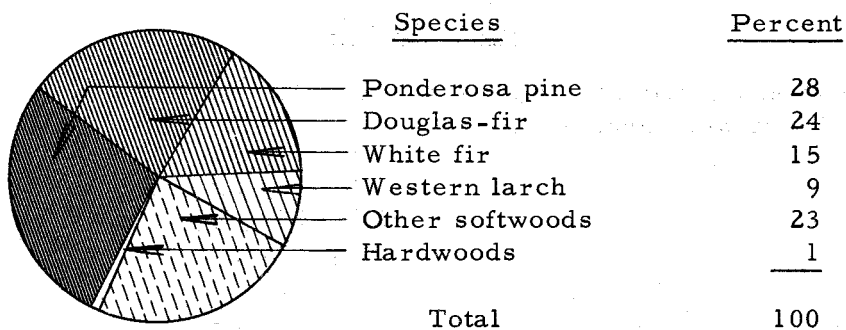 Species Percent
Ponderosa pine 28
Douglas-fir 24
White fir 15
Western larch 9
Other softwoods 23
Hardwoods 1
Total 100